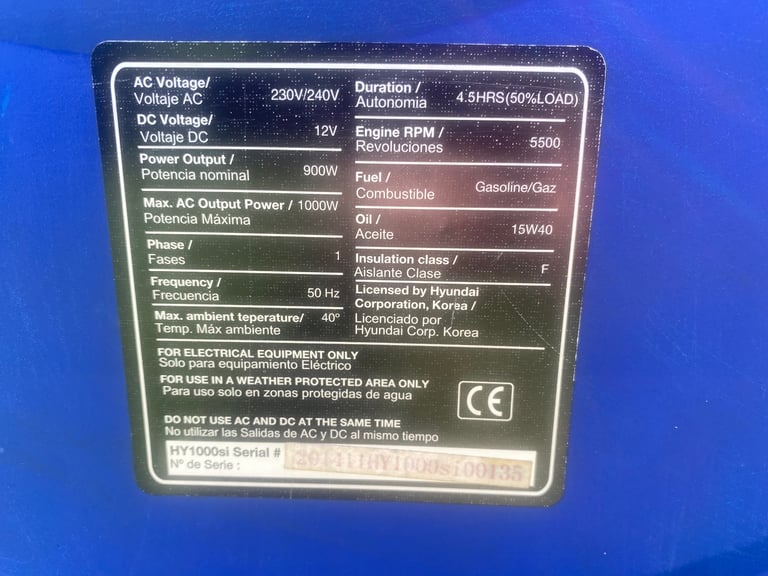 AC Voltage/
Voltaje AC 230V/240V
DC Voltage/
Voltaje DC 12V
Power Output /
Potencia nominal 900W
Max. AC Output Power / 1000W
Potencia Máxima
Phase /
Fases 1
Frequency /
Frecuencia 50 Hz
Max. ambient teperature/ 40º
Temp. Máx ambiente
Duration /
Autonomia 4.5HRS(50%LOAD)
Engine RPM /
Revoluciones 5500
Fuel /
Combustible Gasoline/Gaz
Oil /
Aceite 15W40
Insulation class /
Aislante Clase F
Licensed by Hyundai
Corporation, Korea /
Licenciado por
Hyundai Corp. Korea
FOR ELECTRICAL EQUIPMENT ONLY
Solo para equipamiento Eléctrico
FOR USE IN A WEATHER PROTECTED AREA ONLY
Para uso solo en zonas protegidas de agua
CE
DO NOT USE AC AND DC AT THE SAME TIME
No utilizar las Salidas de AC y DC al mismo tiempo
HY1000si Serial #
Nº de Serie : 201411HY1000si00135